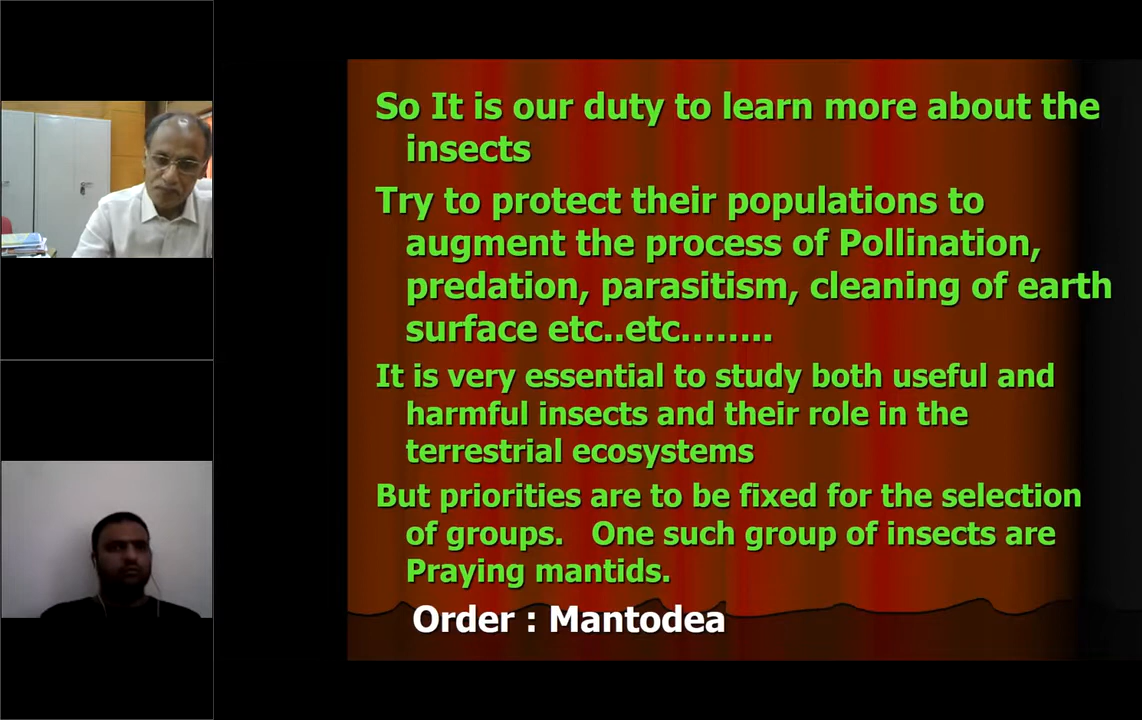 So It is our duty to learn more about the
insects
Try to protect their populations to
augment the process of Pollination,
predation, parasitism, cleaning of earth
surface etc..etc........
It is very essential to study both useful and
harmful insects and their role in the
terrestrial ecosystems
But priorities are to be fixed for the selection
of groups.   One such group of insects are
Praying mantids.
Order : Mantodea